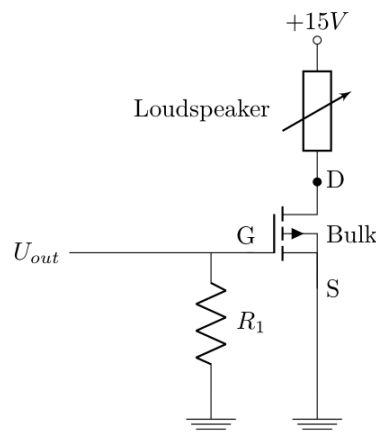 +15V
Loudspeaker
D
G
Bulk
U_out
S
R_1